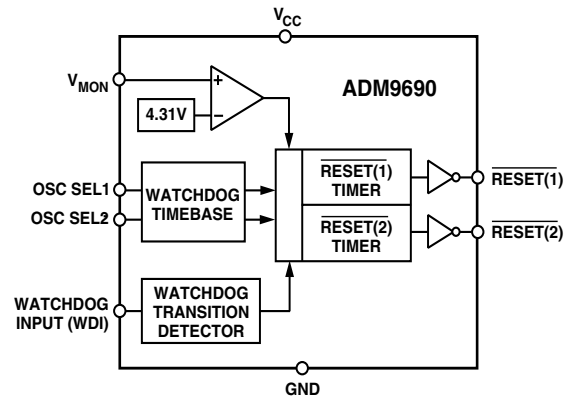 VCC
ADM9690
VMON
+
4.31V
–
OSC SEL1
OSC SEL2
WATCHDOG
TIMEBASE
RESET(1)
TIMER
RESET(1)
RESET(2)
TIMER
RESET(2)
WATCHDOG
INPUT (WDI)
WATCHDOG
TRANSITION
DETECTOR
GND